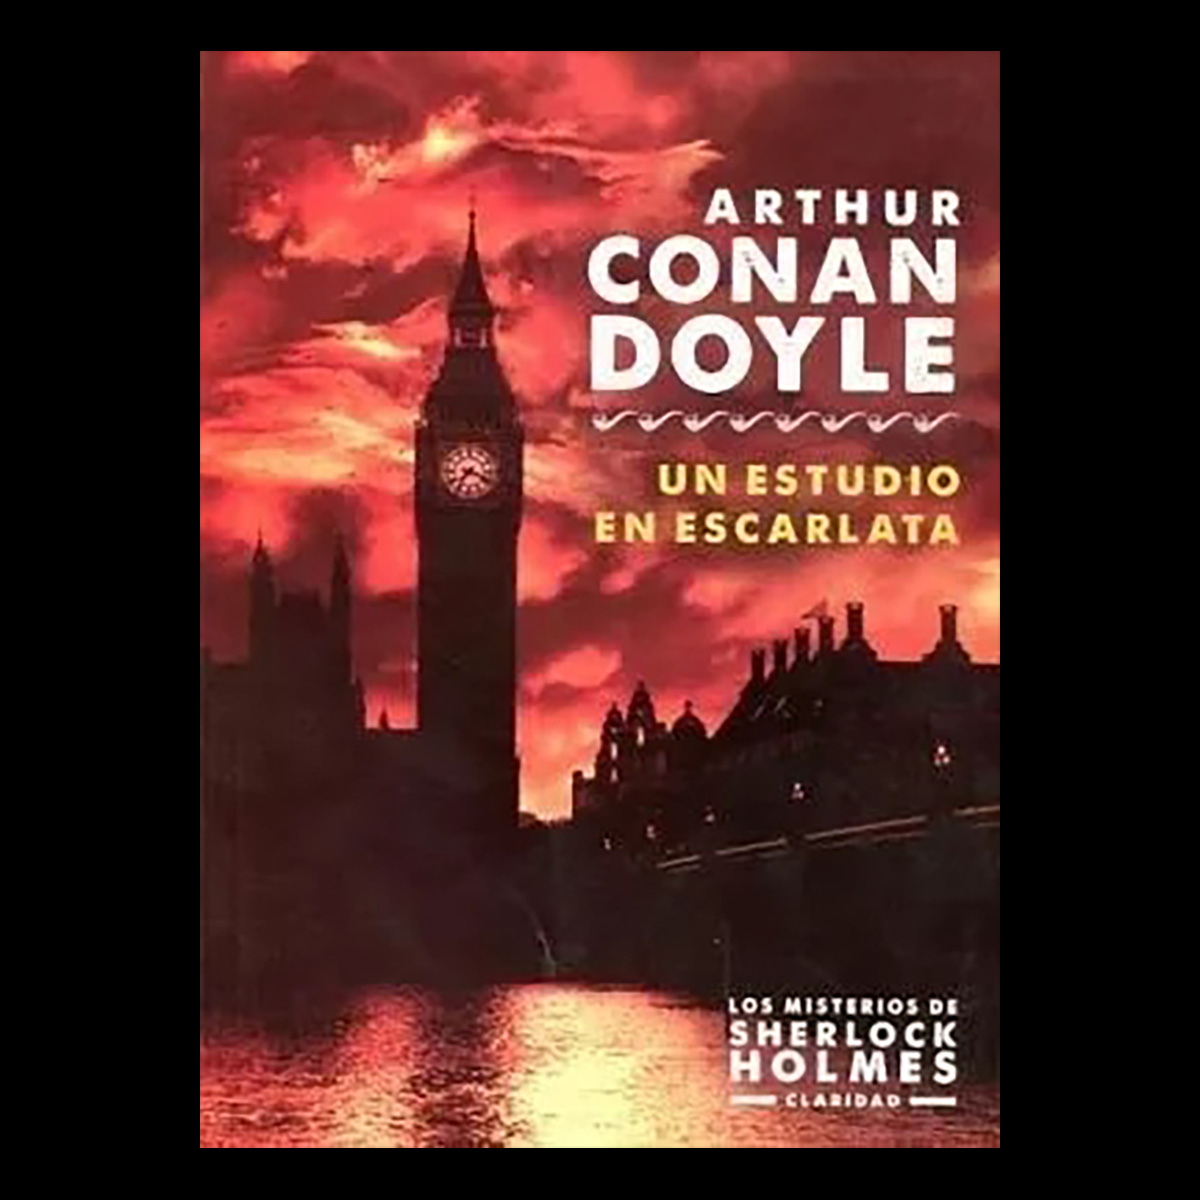 ARTHUR
CONAN
DOYLE
UN ESTUDIO
EN ESCARLATA
LOS MISTERIOS DE
SHERLOCK
HOLMES
CLARIDAD